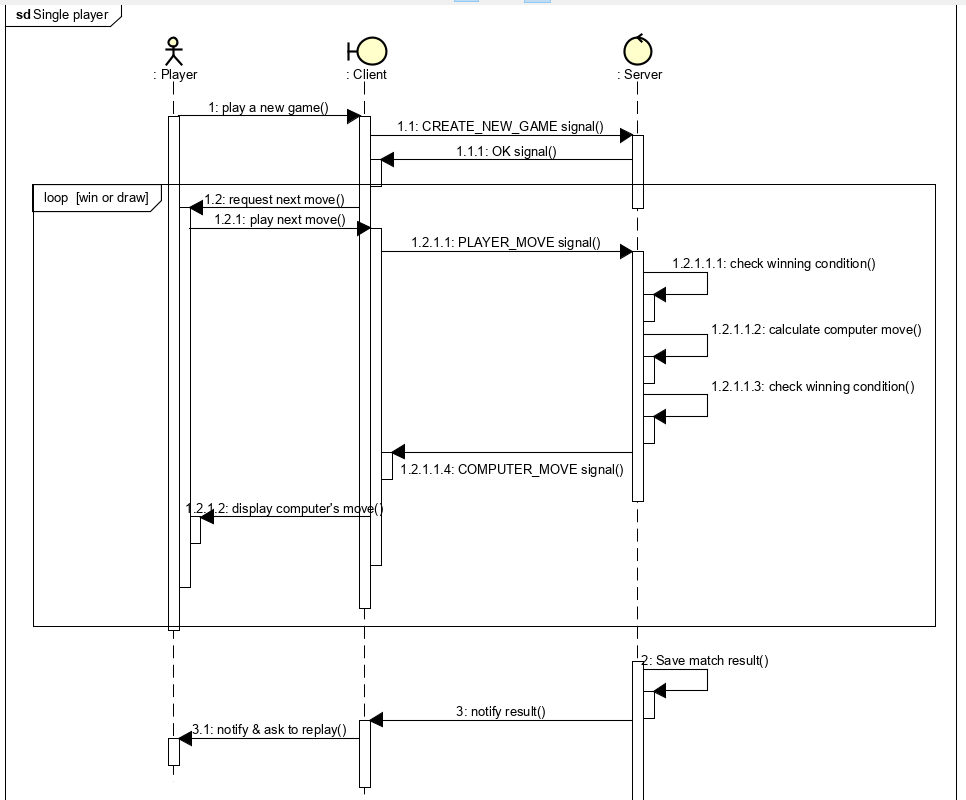 sd Single player
: Player
: Client
: Server
1: play a new game()
1.1: CREATE_NEW_GAME signal()
1.1.1: OK signal()
loop [win or draw]
1.2: request next move()
1.2.1: play next move()
1.2.1.1: PLAYER_MOVE signal()
1.2.1.1.1: check winning condition()
1.2.1.1.2: calculate computer move()
1.2.1.1.3: check winning condition()
1.2.1.1.4: COMPUTER_MOVE signal()
1.2.1.2: display computer's move()
2: Save match result()
3: notify result()
3.1: notify & ask to replay()